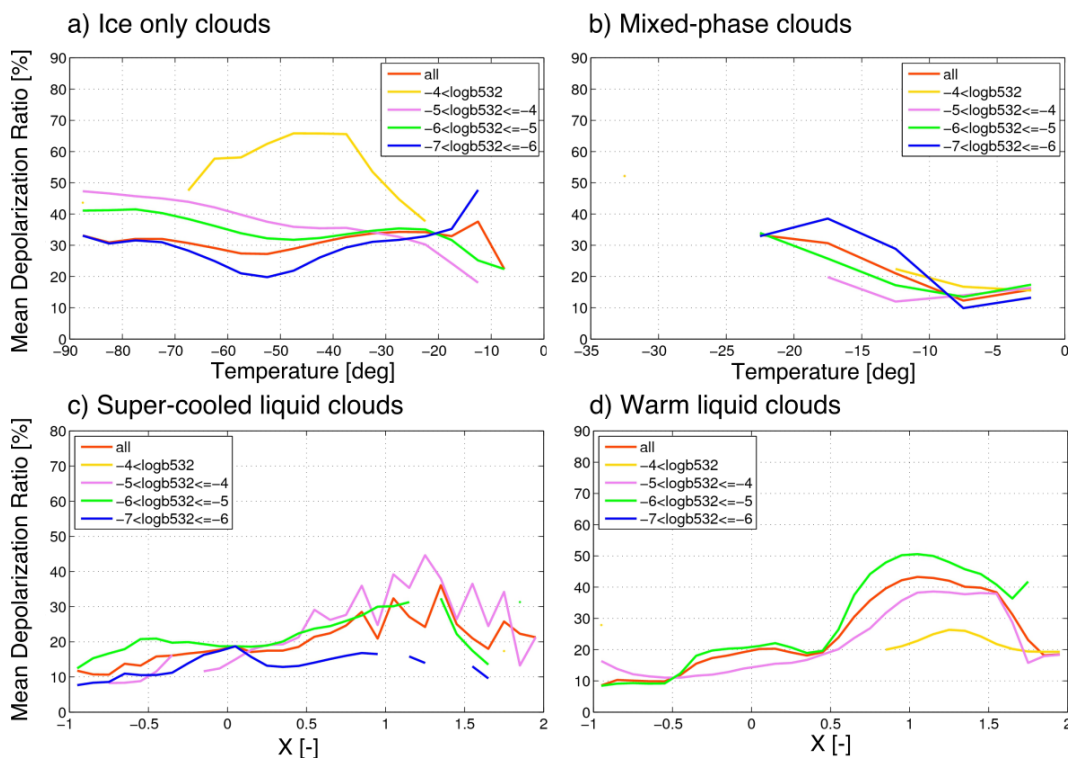 a) Ice only clouds
Mean Depolarization Ratio [%]
90
80
70
60
50
40
30
20
10
0
all
−4<logb532
−5<logb532<=−4
−6<logb532<=−5
−7<logb532<=−6
−90 −80 −70 −60 −50 −40 −30 −20 −10 0
Temperature [deg]
b) Mixed-phase clouds
90
80
70
60
50
40
30
20
10
0
all
−4<logb532
−5<logb532<=−4
−6<logb532<=−5
−7<logb532<=−6
−35 −30 −25 −20 −15 −10 −5 0
Temperature [deg]
c) Super-cooled liquid clouds
Mean Depolarization Ratio [%]
80
70
60
50
40
30
20
10
0
all
−4<logb532
−5<logb532<=−4
−6<logb532<=−5
−7<logb532<=−6
−1 −0.5 0 0.5 1 1.5 2
X [-]
d) Warm liquid clouds
90
80
70
60
50
40
30
20
10
0
all
−4<logb532
−5<logb532<=−4
−6<logb532<=−5
−7<logb532<=−6
−1 −0.5 0 0.5 1 1.5 2
X [-]